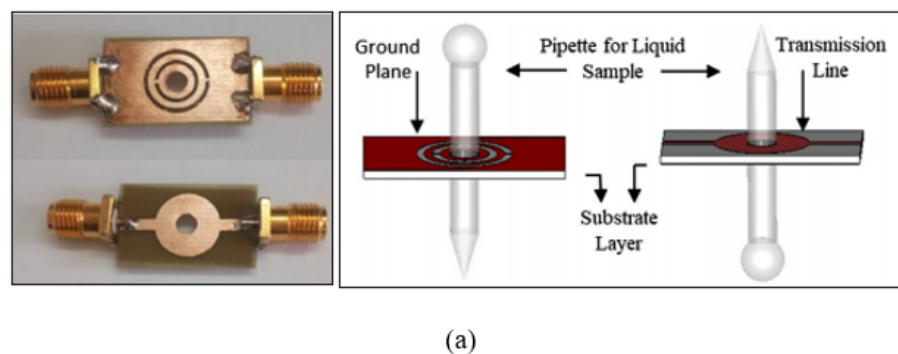 Ground
Plane
Pipette for Liquid
Sample
Transmission
Line
Substrate
Layer
(a)